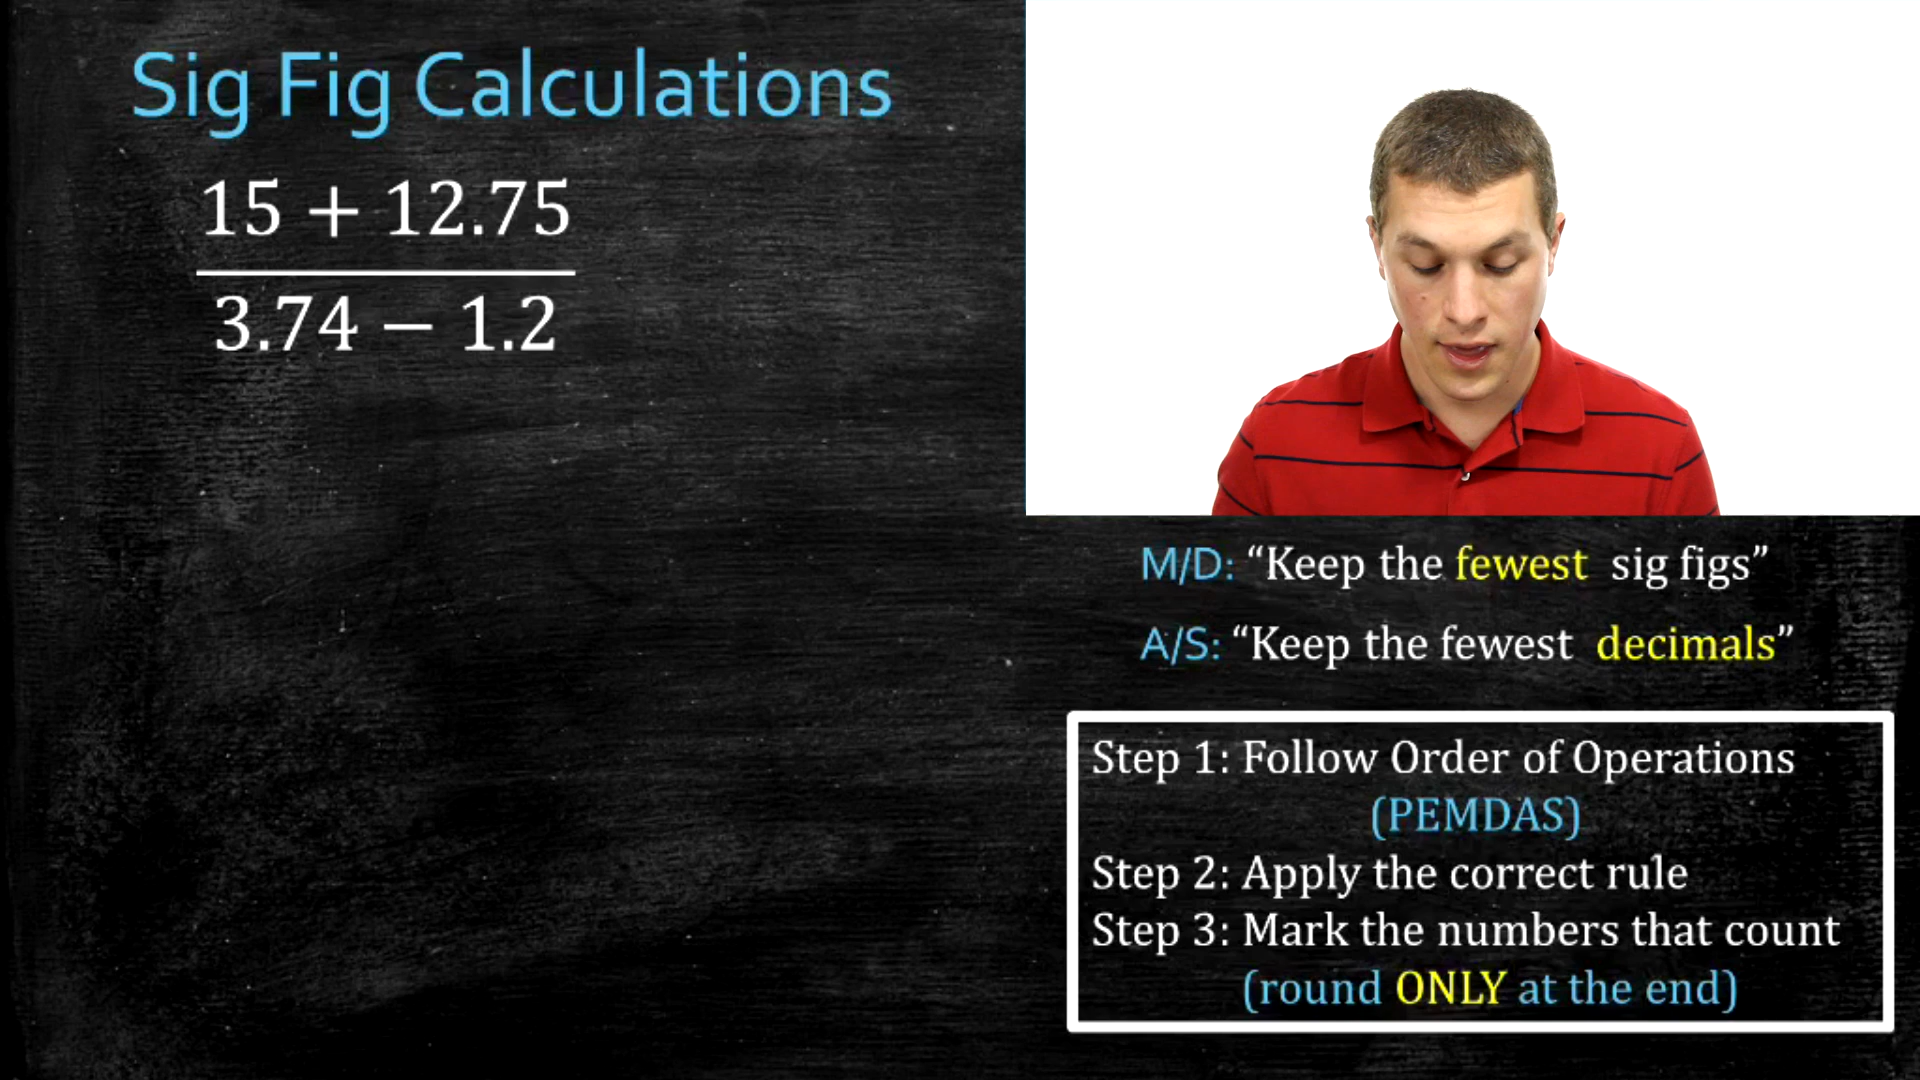 Sig Fig Calculations
15 + 12.75
3.74 − 1.2
M/D: “Keep the fewest sig figs”
A/S: “Keep the fewest decimals”
Step 1: Follow Order of Operations
(PEMDAS)
Step 2: Apply the correct rule
Step 3: Mark the numbers that count
(round ONLY at the end)